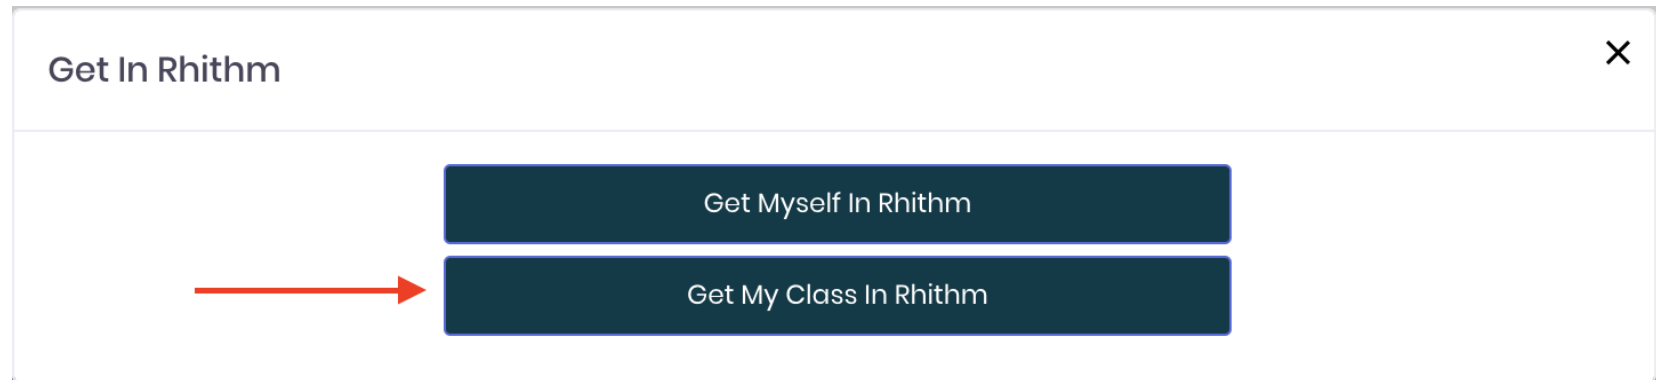 Get In Rhithm
Get Myself In Rhithm
Get My Class In Rhithm